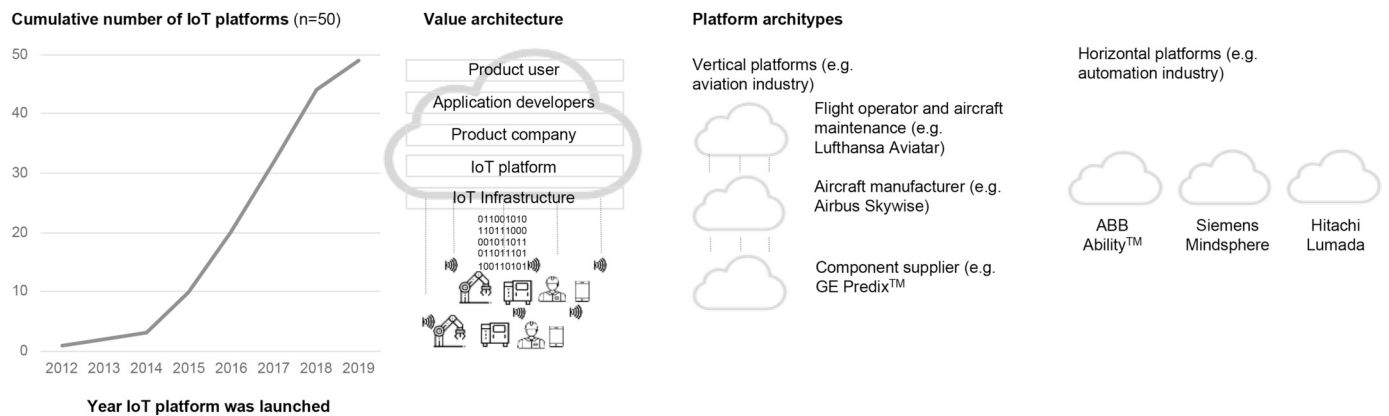 Cumulative number of IoT platforms (n=50)
50
40
30
20
10
0
2012 2013 2014 2015 2016 2017 2018 2019
Year IoT platform was launched
Value architecture
Product user
Application developers
Product company
IoT platform
IoT Infrastructure
011001010
110111000
001011011
011011101
100110101
Platform architypes
Vertical platforms (e.g.
aviation industry)
Flight operator and aircraft
maintenance (e.g.
Lufthansa Aviatar)
Aircraft manufacturer (e.g.
Airbus Skywise)
Component supplier (e.g.
GE Predix™)
Horizontal platforms (e.g.
automation industry)
ABB
Ability™
Siemens
Mindsphere
Hitachi
Lumada